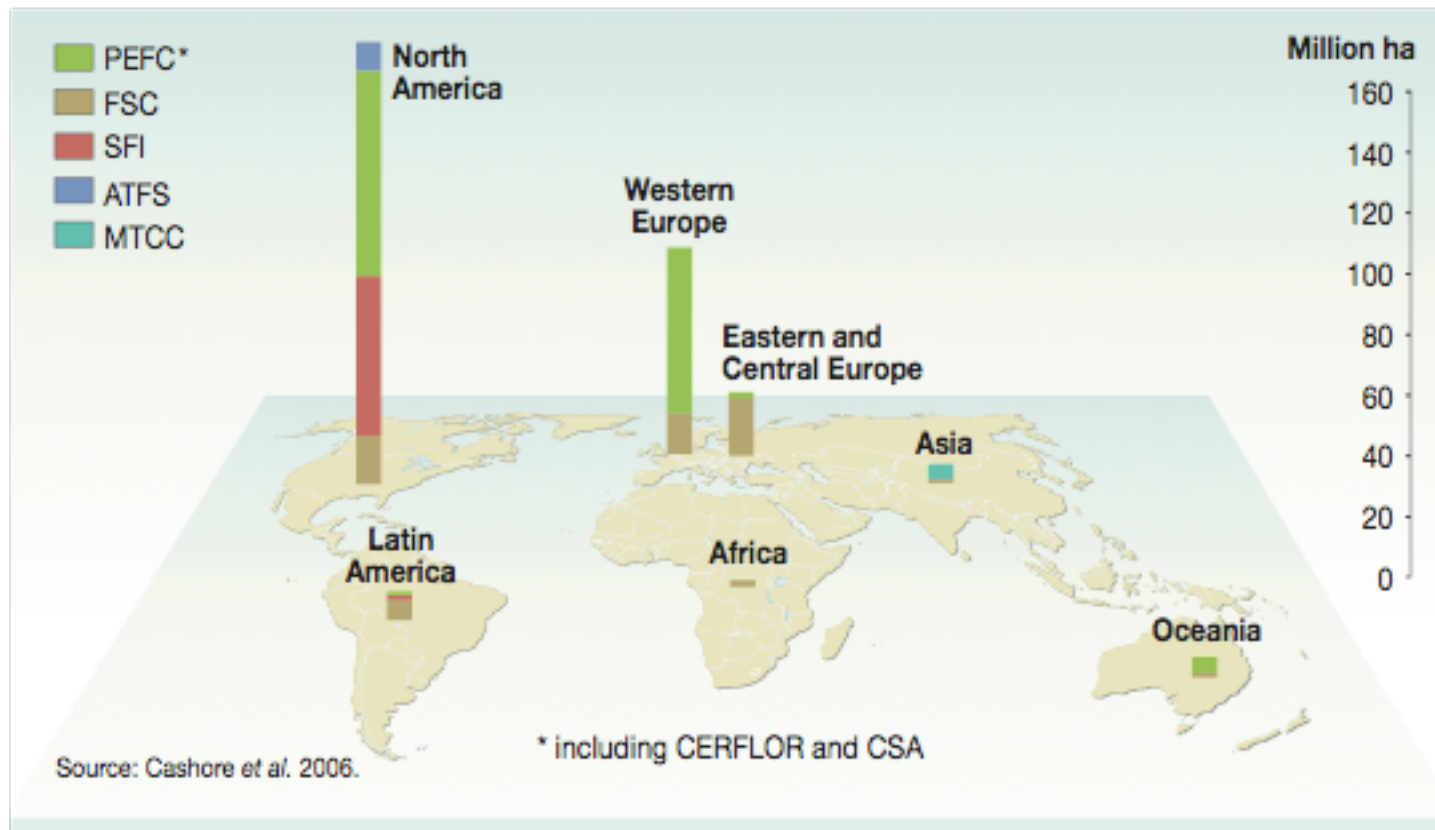 PEFC*
FSC
SFI
ATFS
MTCC
North
America
Western
Europe
Eastern and
Central Europe
Asia
Latin
America
Africa
Oceania
Million ha
160
140
120
100
80
60
40
20
0
* including CERFLOR and CSA
Source: Cashore et al. 2006.